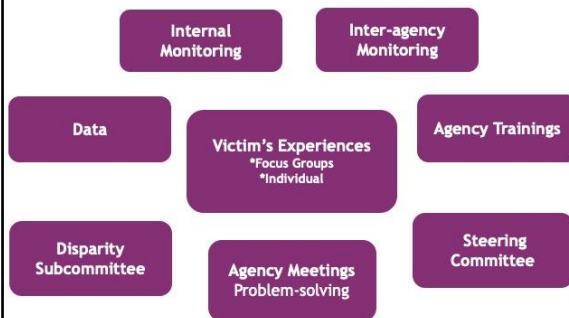 Internal
Monitoring
Inter-agency
Monitoring
Data
Victim's Experiences
*Focus Groups
*Individual
Agency Trainings
Disparity
Subcommittee
Agency Meetings
Problem-solving
Steering
Committee